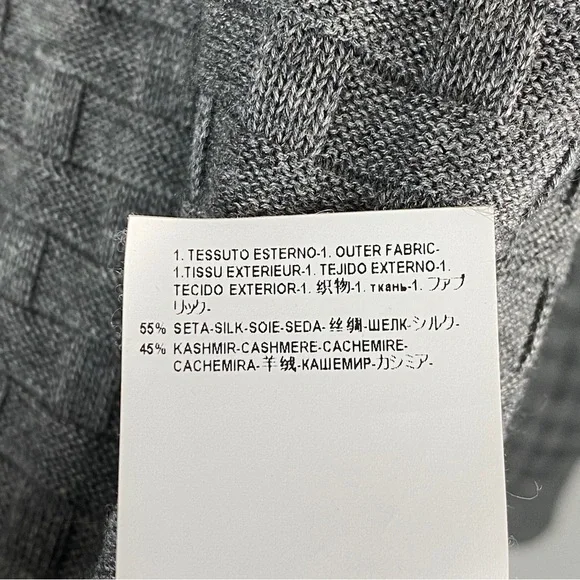 1. TESSUTO ESTERNO-1. OUTER FABRIC-
1.TISSU EXTERIEUR-1. TEJIDO EXTERNO-1.
TECIDO EXTERIOR-1. 织物-1. ткань-1. ファブ
リック-
55% SETA-SILK-SOIE-SEDA- 丝绸-ШЕЛК-シルク-
45% KASHMIR-CASHMERE-CACHEMIRE-
CACHEMIRA-羊绒-КАШЕМИР-カシミア-